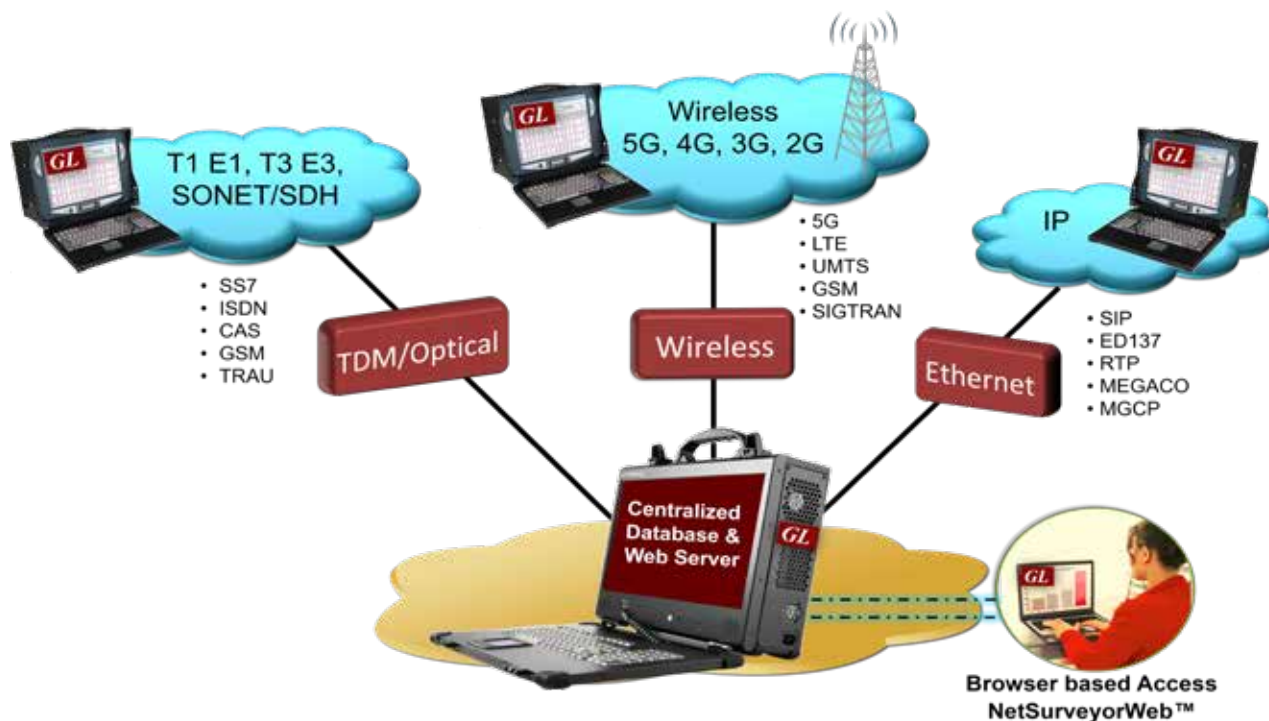 GL
T1 E1, T3 E3,
SONET/SDH
• SS7
• ISDN
• CAS
• GSM
• TRAU
TDM/Optical
GL
Wireless
5G, 4G, 3G, 2G
• 5G
• LTE
• UMTS
• GSM
• SIGTRAN
Wireless
GL
IP
• SIP
• ED137
• RTP
• MEGACO
• MGCP
Ethernet
Centralized
Database &
Web Server
GL
GL
Browser based Access
NetSurveyorWeb™